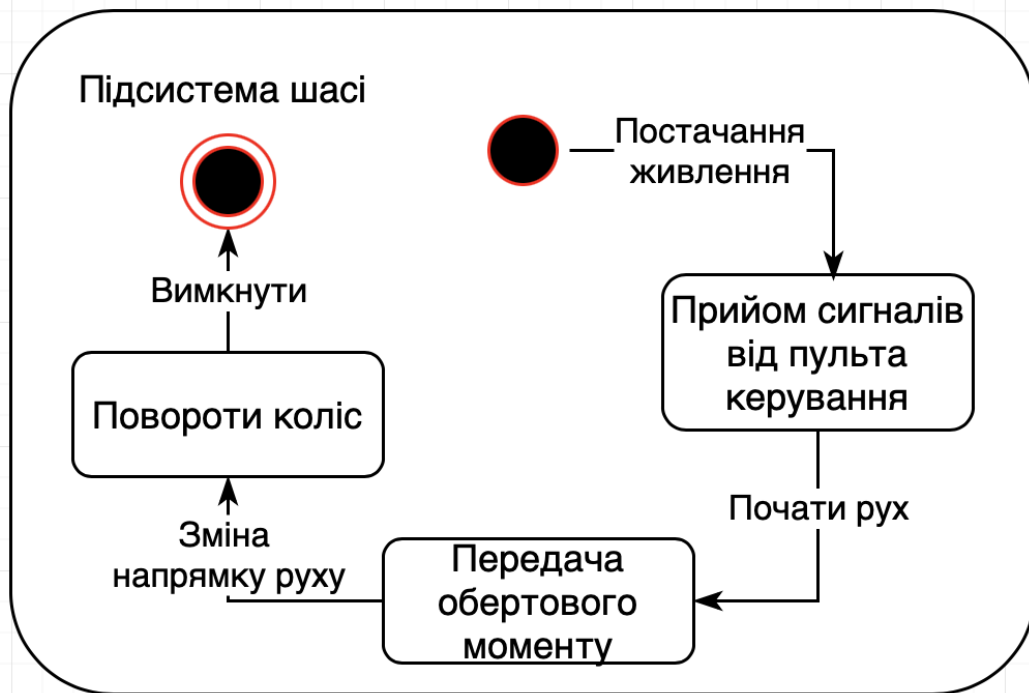 Підсистема шасі
Постачання
живлення
Прийом сигналів
від пульта
керування
Почати рух
Передача
обертового
моменту
Зміна
напрямку руху
Повороти коліс
Вимкнути